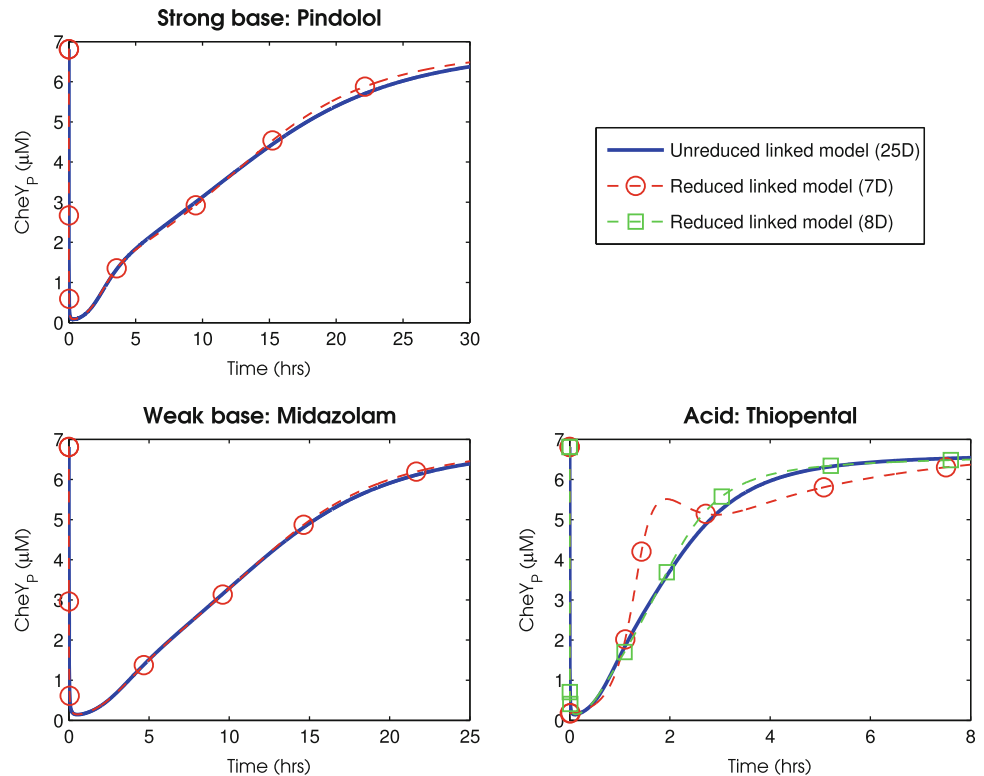 Strong base: Pindolol
7
6
5
4
3
2
1
0
CheY_P (μM)
0 5 10 15 20 25 30
Time (hrs)
Unreduced linked model (25D)
Reduced linked model (7D)
Reduced linked model (8D)
Weak base: Midazolam
7
6
5
4
3
2
1
0
CheY_P (μM)
0 5 10 15 20 25
Time (hrs)
Acid: Thiopental
7
6
5
4
3
2
1
0
CheY_P (μM)
0 2 4 6 8
Time (hrs)